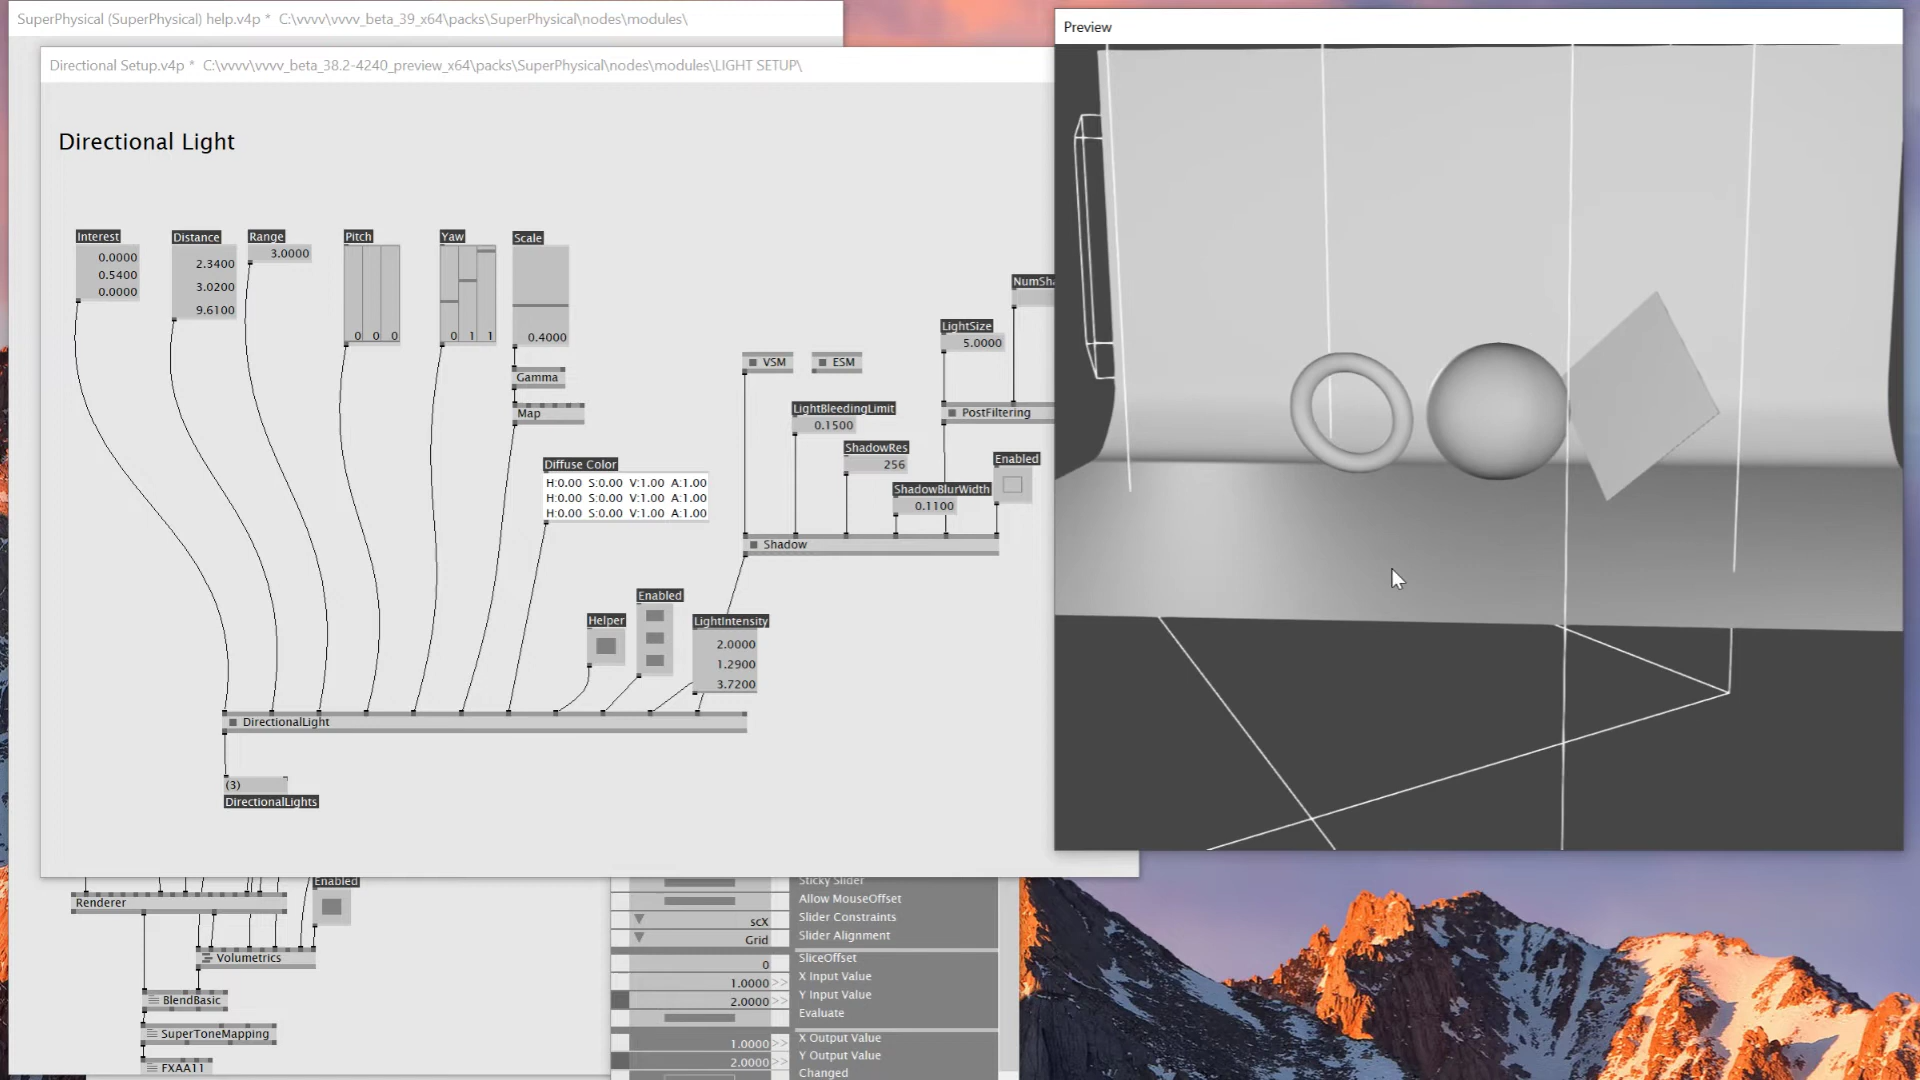 SuperPhysical (SuperPhysical) help.v4p *  C:\vvvv\vvvv_beta_39_x64\packs\SuperPhysical\nodes\modules\
Preview
Directional Setup.v4p *  C:\vvvv\vvvv_beta_38.2-4240_preview_x64\packs\SuperPhysical\nodes\modules\LIGHT SETUP\
Directional Light
Interest
0.0000
0.5400
0.0000
Distance
2.3400
3.0200
9.6100
Range
3.0000
Pitch
0 0 0
Yaw
0 1 1
Scale
0.4000
Gamma
Map
Diffuse Color
H:0.00 S:0.00 V:1.00 A:1.00
H:0.00 S:0.00 V:1.00 A:1.00
H:0.00 S:0.00 V:1.00 A:1.00
VSM
ESM
LightBleedingLimit
0.1500
ShadowRes
256
ShadowBlurWidth
0.1100
NumSha
LightSize
5.0000
PostFiltering
Enabled
Shadow
Helper
Enabled
LightIntensity
2.0000
1.2900
3.7200
DirectionalLight
(3)
DirectionalLights
Enabled
Renderer
Volumetrics
BlendBasic
SuperToneMapping
FXAA11
Sticky Slider
Allow MouseOffset
scX Slider Constraints
Grid Slider Alignment
0 SliceOffset
1.0000 >> X Input Value
2.0000 >> Y Input Value
Evaluate
1.0000 >> X Output Value
2.0000 >> Y Output Value
Changed